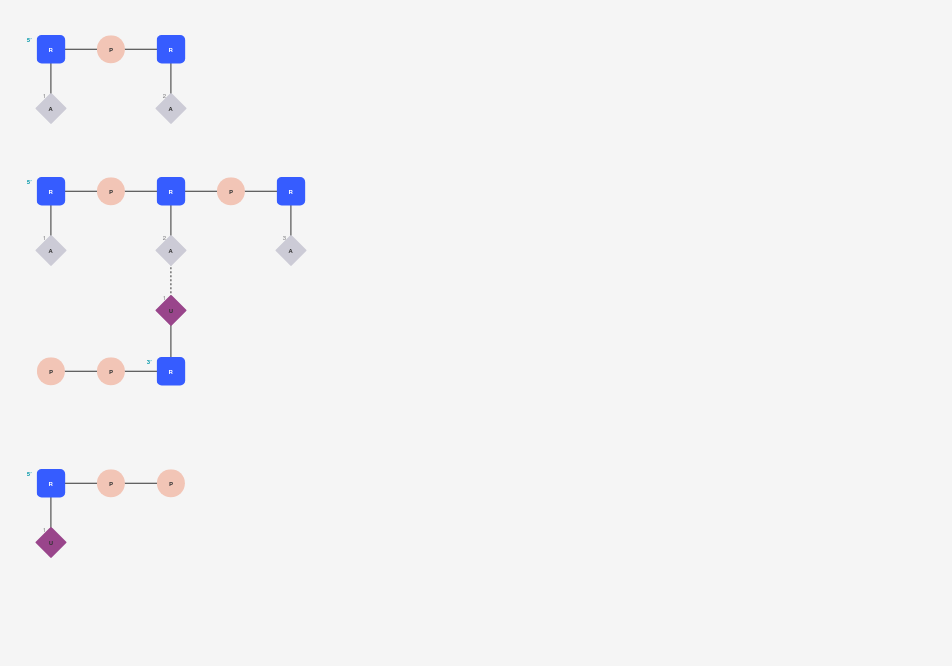 5'
R P R
1 2
A A
5'
R P R P R
1 2 3
A A A
1
U
3'
P P R
5'
R P P
1
U